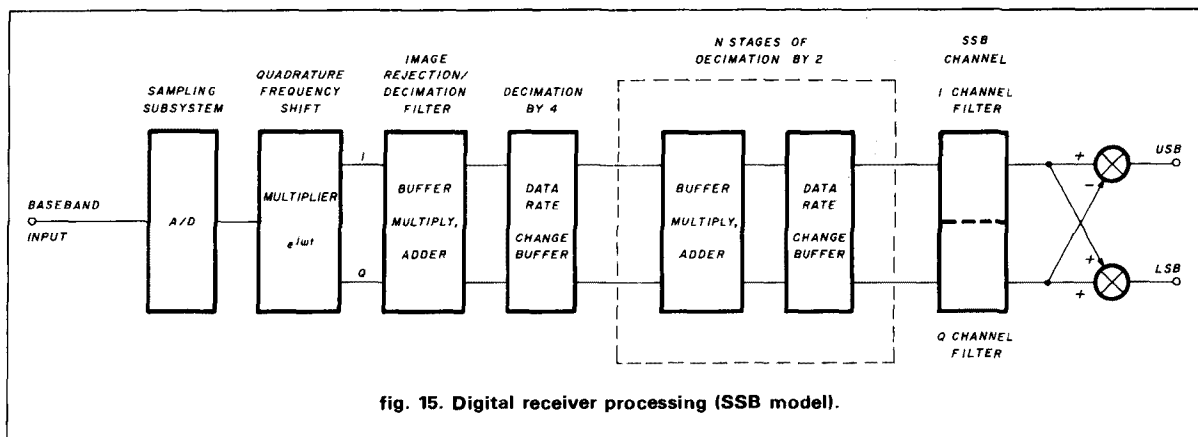 SAMPLING
SUBSYSTEM
QUADRATURE
FREQUENCY
SHIFT
IMAGE
REJECTION/
DECIMATION
FILTER
DECIMATION
BY 4
N STAGES OF
DECIMATION BY 2
SSB
CHANNEL
I CHANNEL
FILTER
BASEBAND
INPUT
A/D
MULTIPLIER
e^jωt
I
Q
BUFFER
MULTIPLY,
ADDER
DATA
RATE
CHANGE
BUFFER
BUFFER
MULTIPLY,
ADDER
DATA
RATE
CHANGE
BUFFER
+
-
USB
+
+
LSB
Q CHANNEL
FILTER
fig. 15. Digital receiver processing (SSB model).